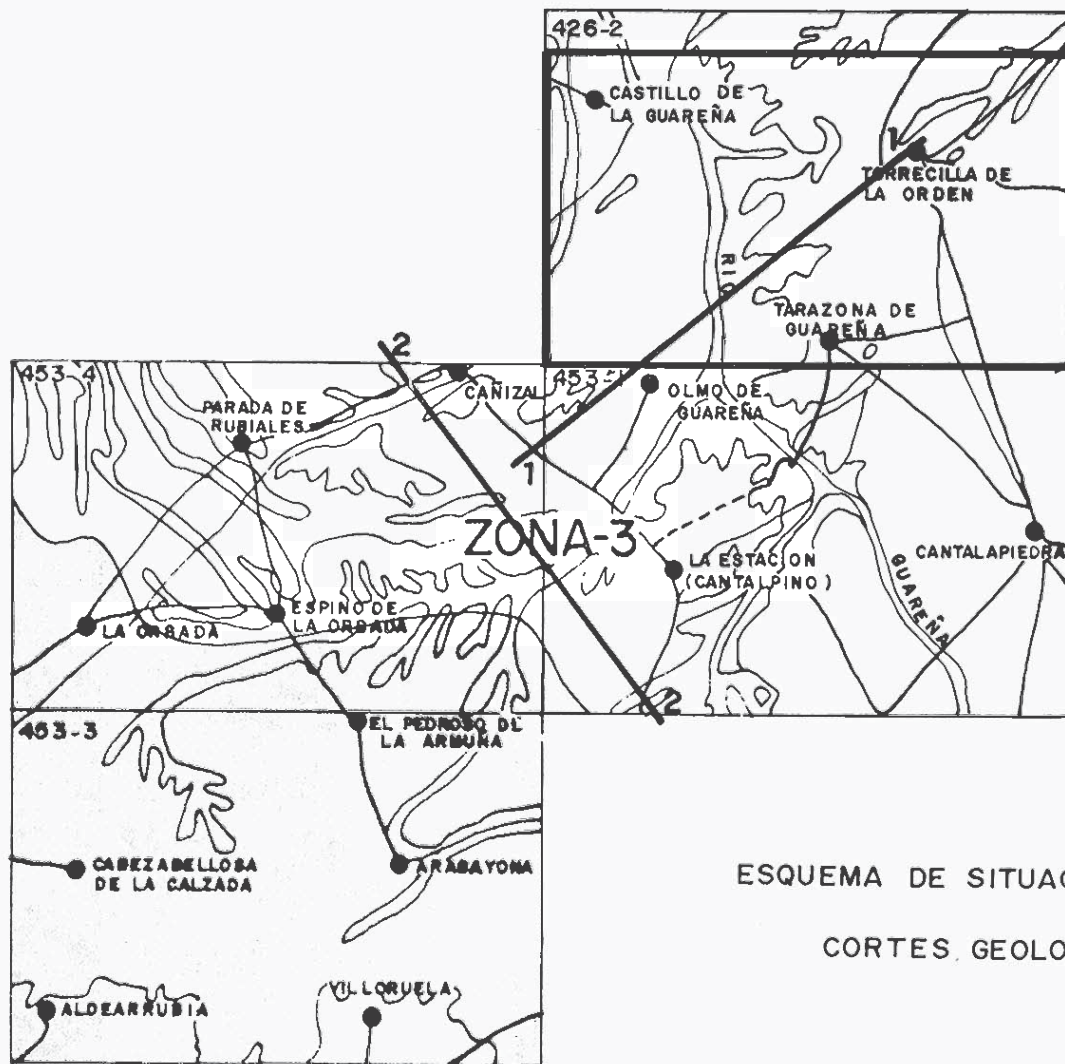 426-2
CASTILLO DE
LA GUAREÑA
1
TORRECILLA DE
LA ORDEN
RIO
TARAZONA DE
GUAREÑA
2
453-4
CAÑIZAL
453-1
OLMO DE
GUAREÑA
PARADA DE
RUBIALES
1
ZONA-3
CANTALAPIEDRA
LA ESTACION
(CANTALPINO)
GUAREÑA
ESPINO DE
LA ORBADA
LA ORBADA
2
453-3
EL PEDROSO DE
LA ARMUÑA
CABEZABELLOSA
DE LA CALZADA
ARABAYONA
ESQUEMA DE SITUAC
CORTES GEOLO
ALDEARRUBIA
VILLORUELA